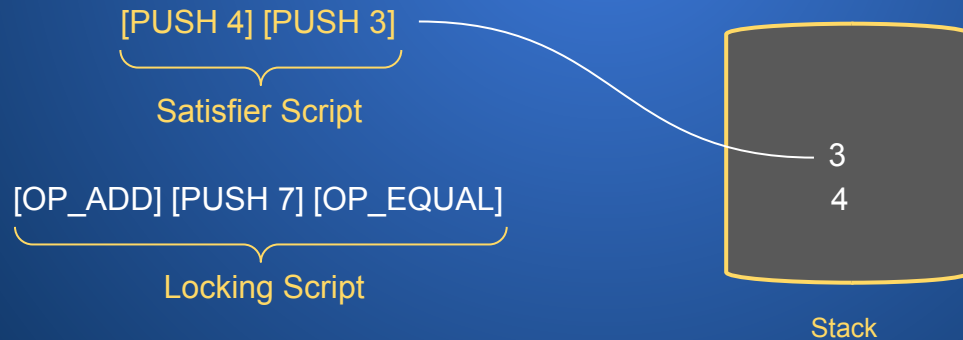 [PUSH 4] [PUSH 3]
Satisfier Script
3
4
[OP_ADD] [PUSH 7] [OP_EQUAL]
Locking Script
Stack